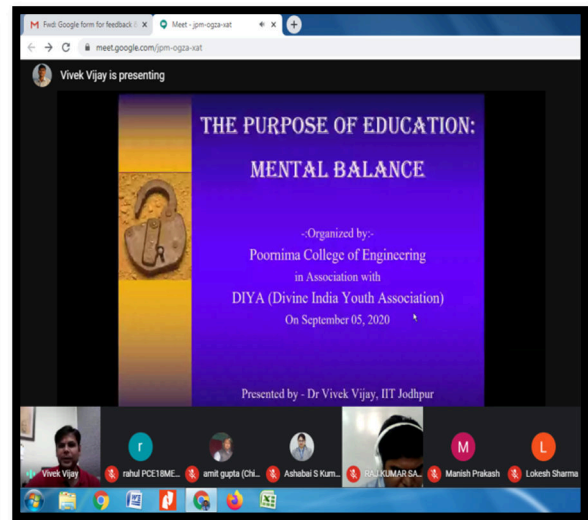 Fwd: Google form for feedback
Meet - jpm-ogza-xat
meet.google.com/jpm-ogza-xat
Vivek Vijay is presenting
THE PURPOSE OF EDUCATION:
MENTAL BALANCE
-:Organized by:-
Poornima College of Engineering
in Association with
DIYA (Divine India Youth Association)
On September 05, 2020
Presented by - Dr Vivek Vijay, IIT Jodhpur
r
M
L
Vivek Vijay
rahul PCE18ME...
amit gupta (Chi...
Ashabai S Kum...
RAJKUMAR SA...
Manish Prakash
Lokesh Sharma